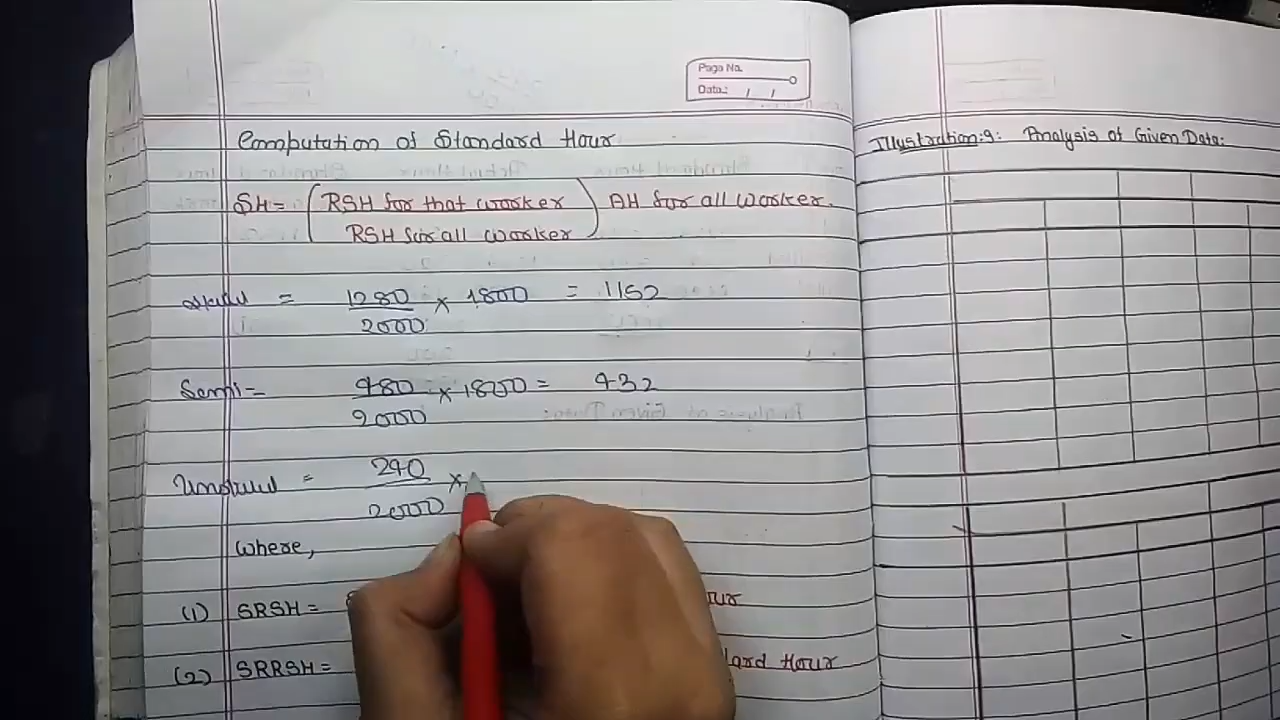 Page No.
Data: / /
Computation of Standard Hour
SH = (RSH for that worker / RSH for all worker) AH for all worker.
Skilled = 1280/2000 × 1800 = 1152
Semi = 480/2000 × 1800 = 432
Unskilled = 240/2000 ×
where,
(1) SRSH =
(2) SRRSH = Hour
Illustration:9: Analysis of Given Data: